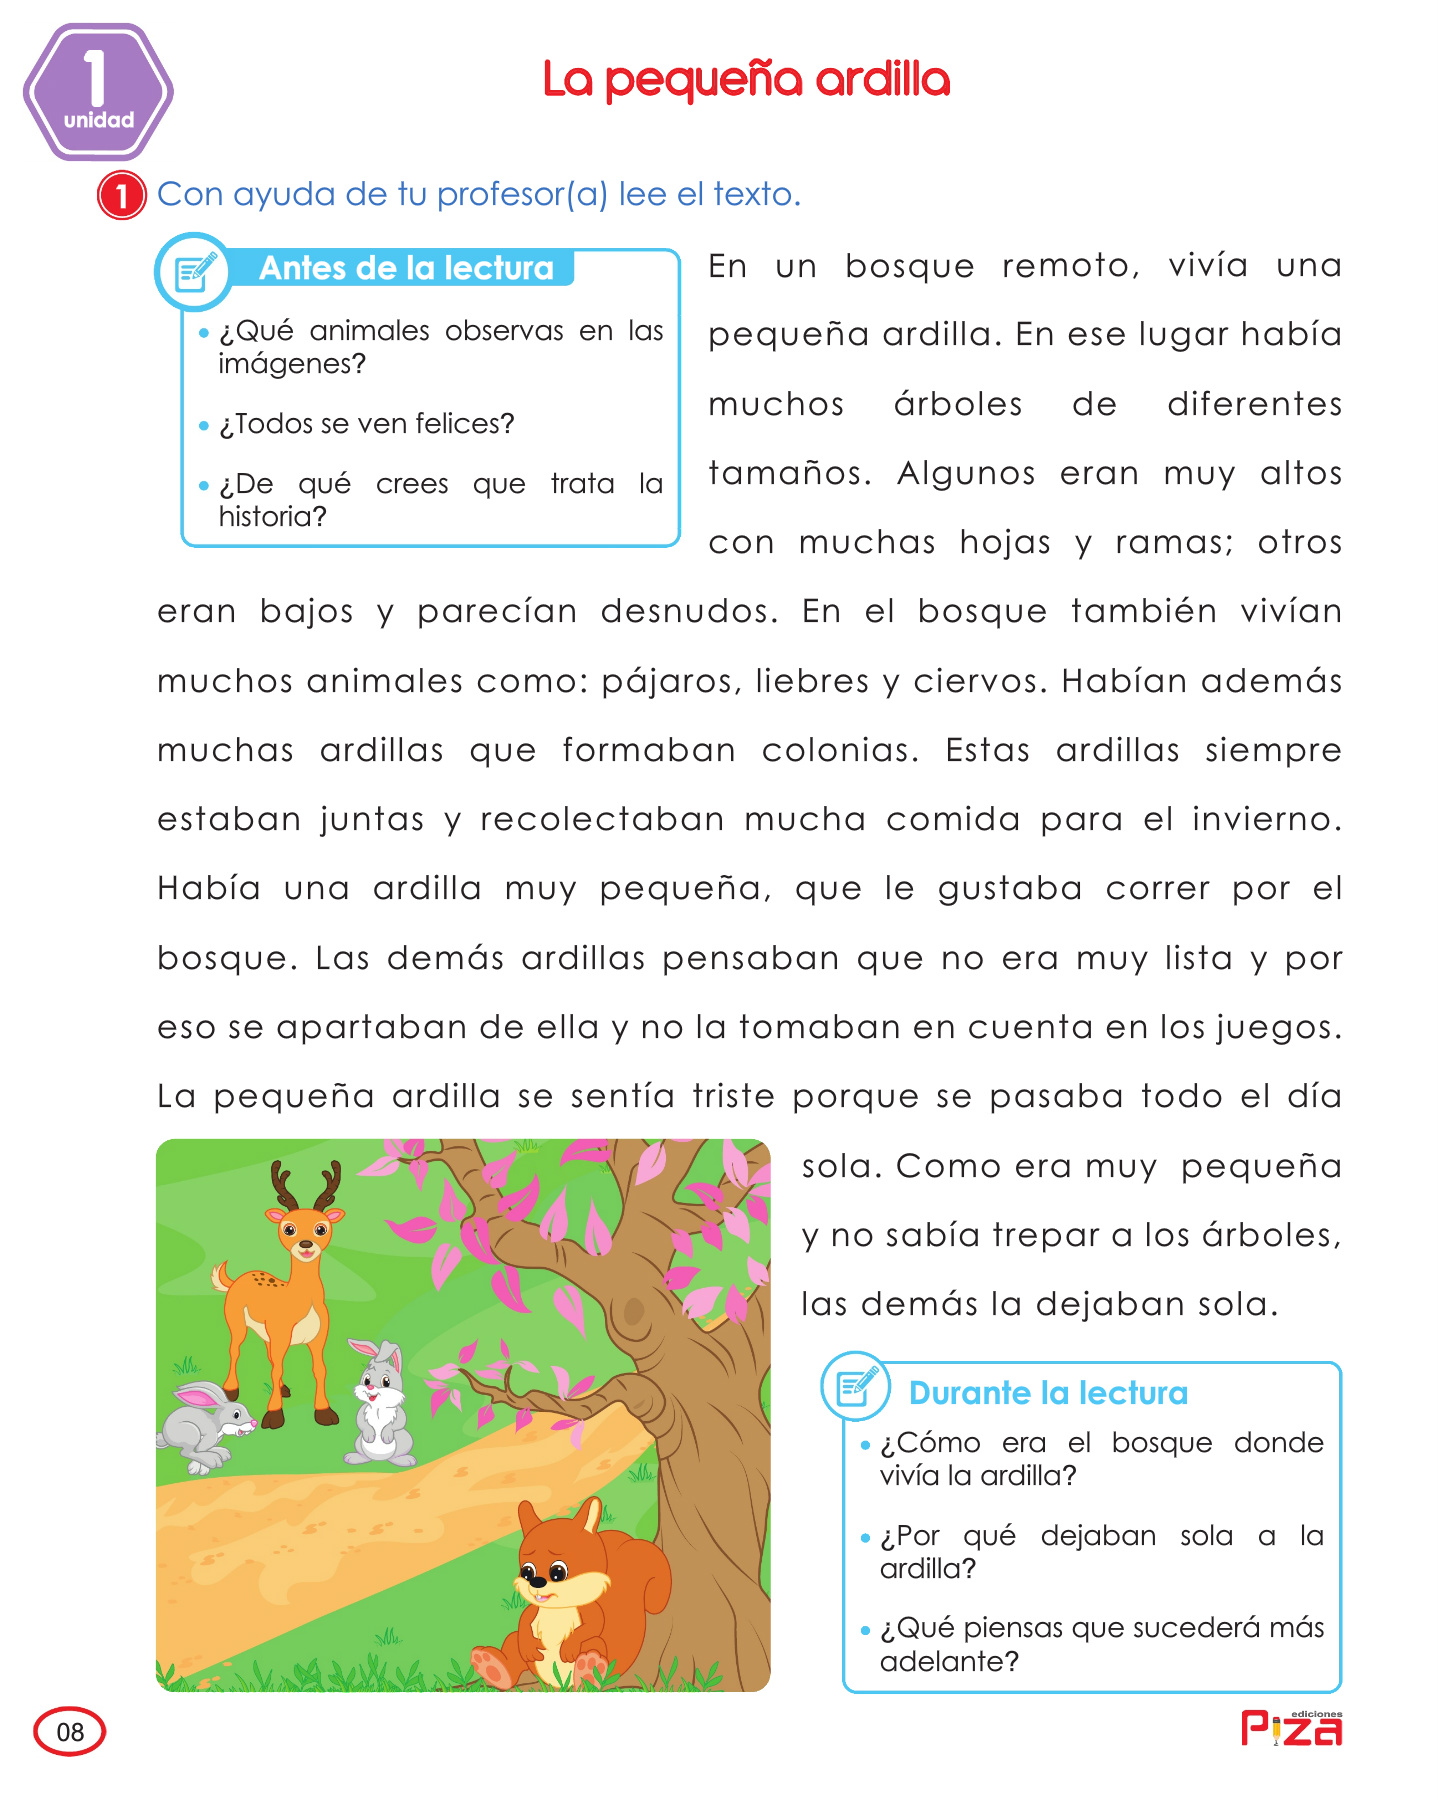 1
unidad
La pequeña ardilla
1 Con ayuda de tu profesor(a) lee el texto.
Antes de la lectura
• ¿Qué animales observas en las
imágenes?
• ¿Todos se ven felices?
• ¿De qué crees que trata la
historia?
En un bosque remoto, vivía una
pequeña ardilla. En ese lugar había
muchos árboles de diferentes
tamaños. Algunos eran muy altos
con muchas hojas y ramas; otros
eran bajos y parecían desnudos. En el bosque también vivían
muchos animales como: pájaros, liebres y ciervos. Habían además
muchas ardillas que formaban colonias. Estas ardillas siempre
estaban juntas y recolectaban mucha comida para el invierno.
Había una ardilla muy pequeña, que le gustaba correr por el
bosque. Las demás ardillas pensaban que no era muy lista y por
eso se apartaban de ella y no la tomaban en cuenta en los juegos.
La pequeña ardilla se sentía triste porque se pasaba todo el día
sola. Como era muy pequeña
y no sabía trepar a los árboles,
las demás la dejaban sola.
Durante la lectura
• ¿Cómo era el bosque donde
vivía la ardilla?
• ¿Por qué dejaban sola a la
ardilla?
• ¿Qué piensas que sucederá más
adelante?
08
ediciones
Piza